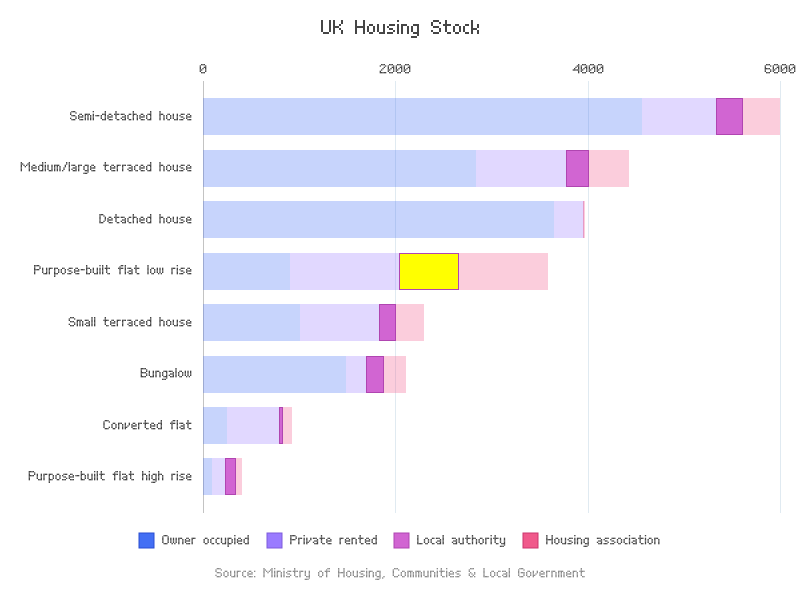 UK Housing Stock
0 2000 4000 6000
Semi-detached house
Medium/large terraced house
Detached house
Purpose-built flat low rise
Small terraced house
Bungalow
Converted flat
Purpose-built flat high rise
Owner occupied Private rented Local authority Housing association
Source: Ministry of Housing, Communities & Local Government